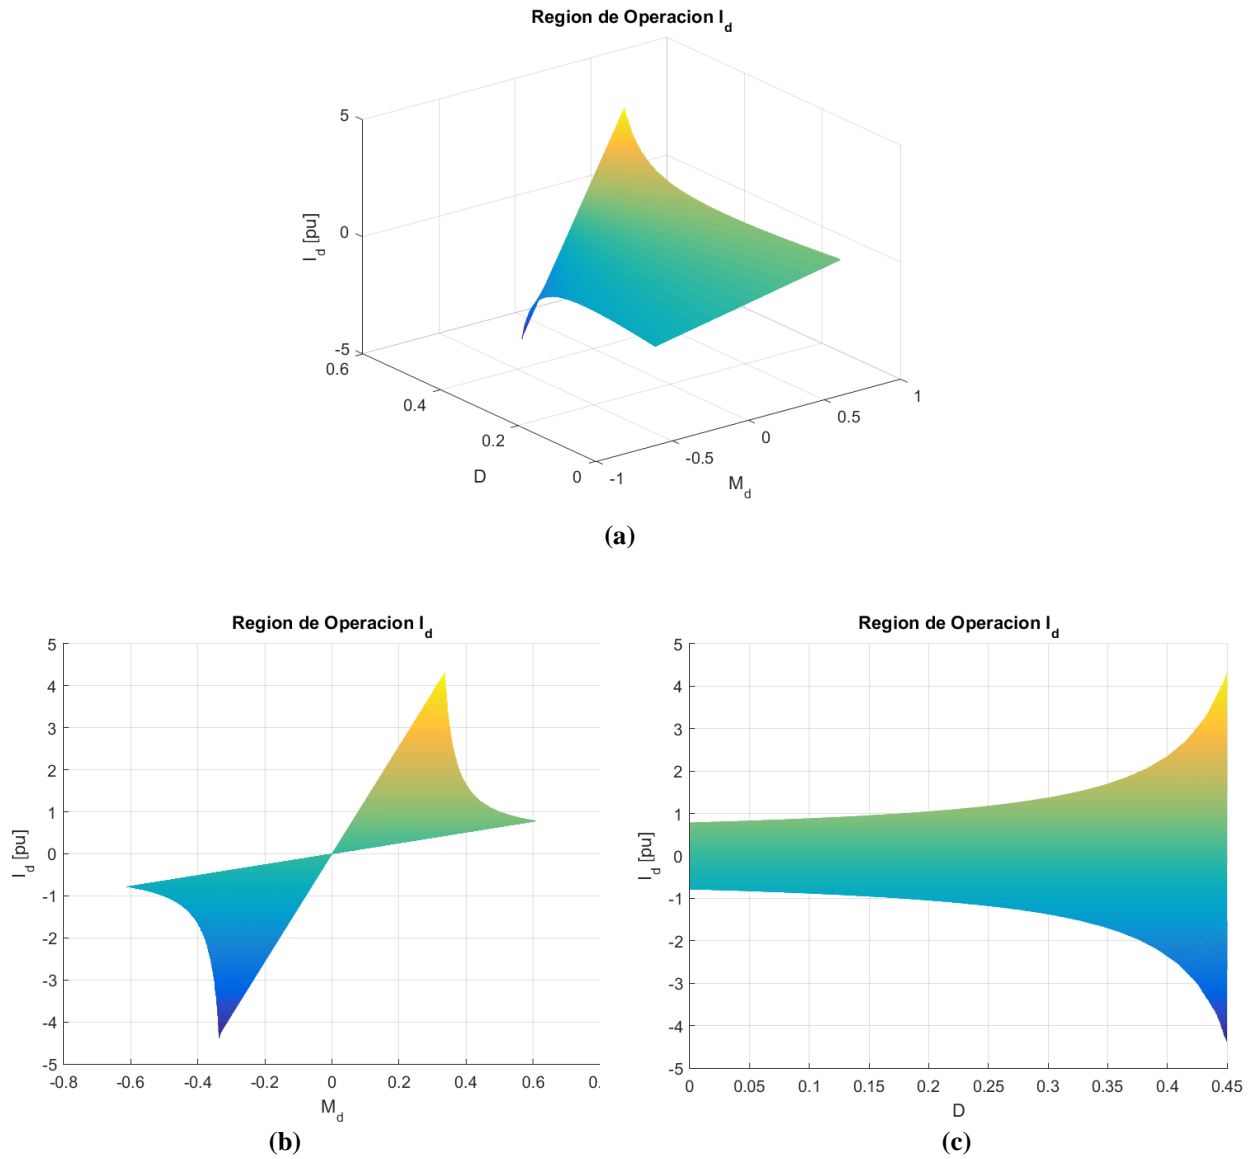 Region de Operacion I_d
5
0
-5
I_d [pu]
0.6
0.4
0.2
0
D
-1
-0.5
0
0.5
1
M_d
(a)
Region de Operacion I_d
5
4
3
2
1
0
-1
-2
-3
-4
-5
I_d [pu]
-0.8 -0.6 -0.4 -0.2 0 0.2 0.4 0.6 0.
M_d
(b)
Region de Operacion I_d
5
4
3
2
1
0
-1
-2
-3
-4
-5
I_d [pu]
0 0.05 0.1 0.15 0.2 0.25 0.3 0.35 0.4 0.45
D
(c)